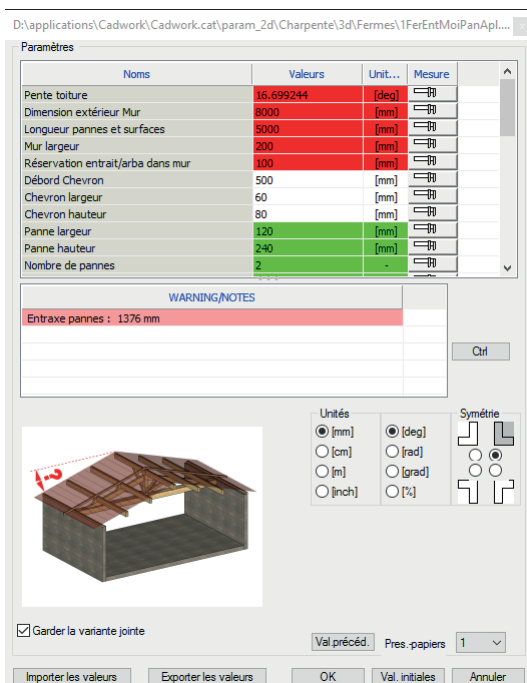 D:\applications\Cadwork\Cadwork.cat\param_2d\Charpente\3d\Fermes\1FerEntMoiPanApl....
Paramètres
Noms Valeurs Unit... Mesure
Pente toiture 16.699244 [deg]
Dimension extérieur Mur 8000 [mm]
Longueur pannes et surfaces 5000 [mm]
Mur largeur 200 [mm]
Réservation entrait/arba dans mur 100 [mm]
Débord Chevron 500 [mm]
Chevron largeur 60 [mm]
Chevron hauteur 80 [mm]
Panne largeur 120 [mm]
Panne hauteur 240 [mm]
Nombre de pannes 2 -
WARNING/NOTES
Entraxe pannes : 1376 mm
Ctrl
Unités Symétrie
[mm] [deg]
[cm] [rad]
[m] [grad]
[inch] [%]
Garder la variante jointe
Val.précéd. Pres.-papiers 1
Importer les valeurs Exporter les valeurs OK Val. initiales Annuler